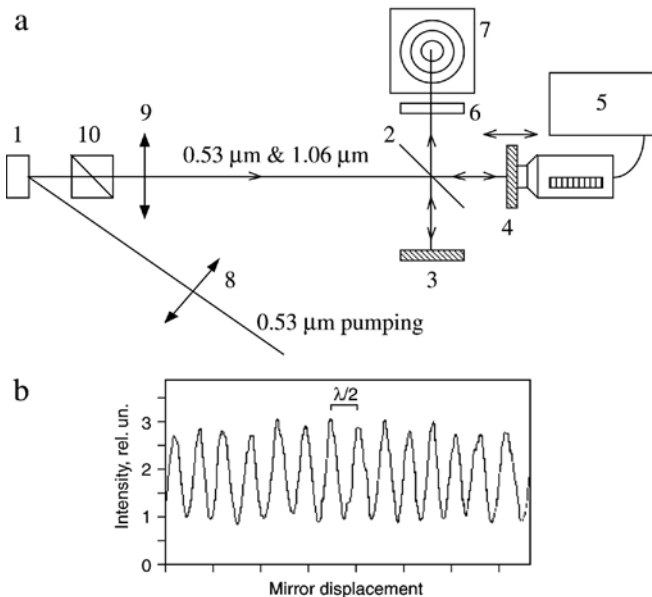 a
7
9
5
1
10
6
2
0.53 μm & 1.06 μm
4
3
8
0.53 μm pumping
b
λ/2
3
2
1
0
Intensity, rel. un.
Mirror displacement